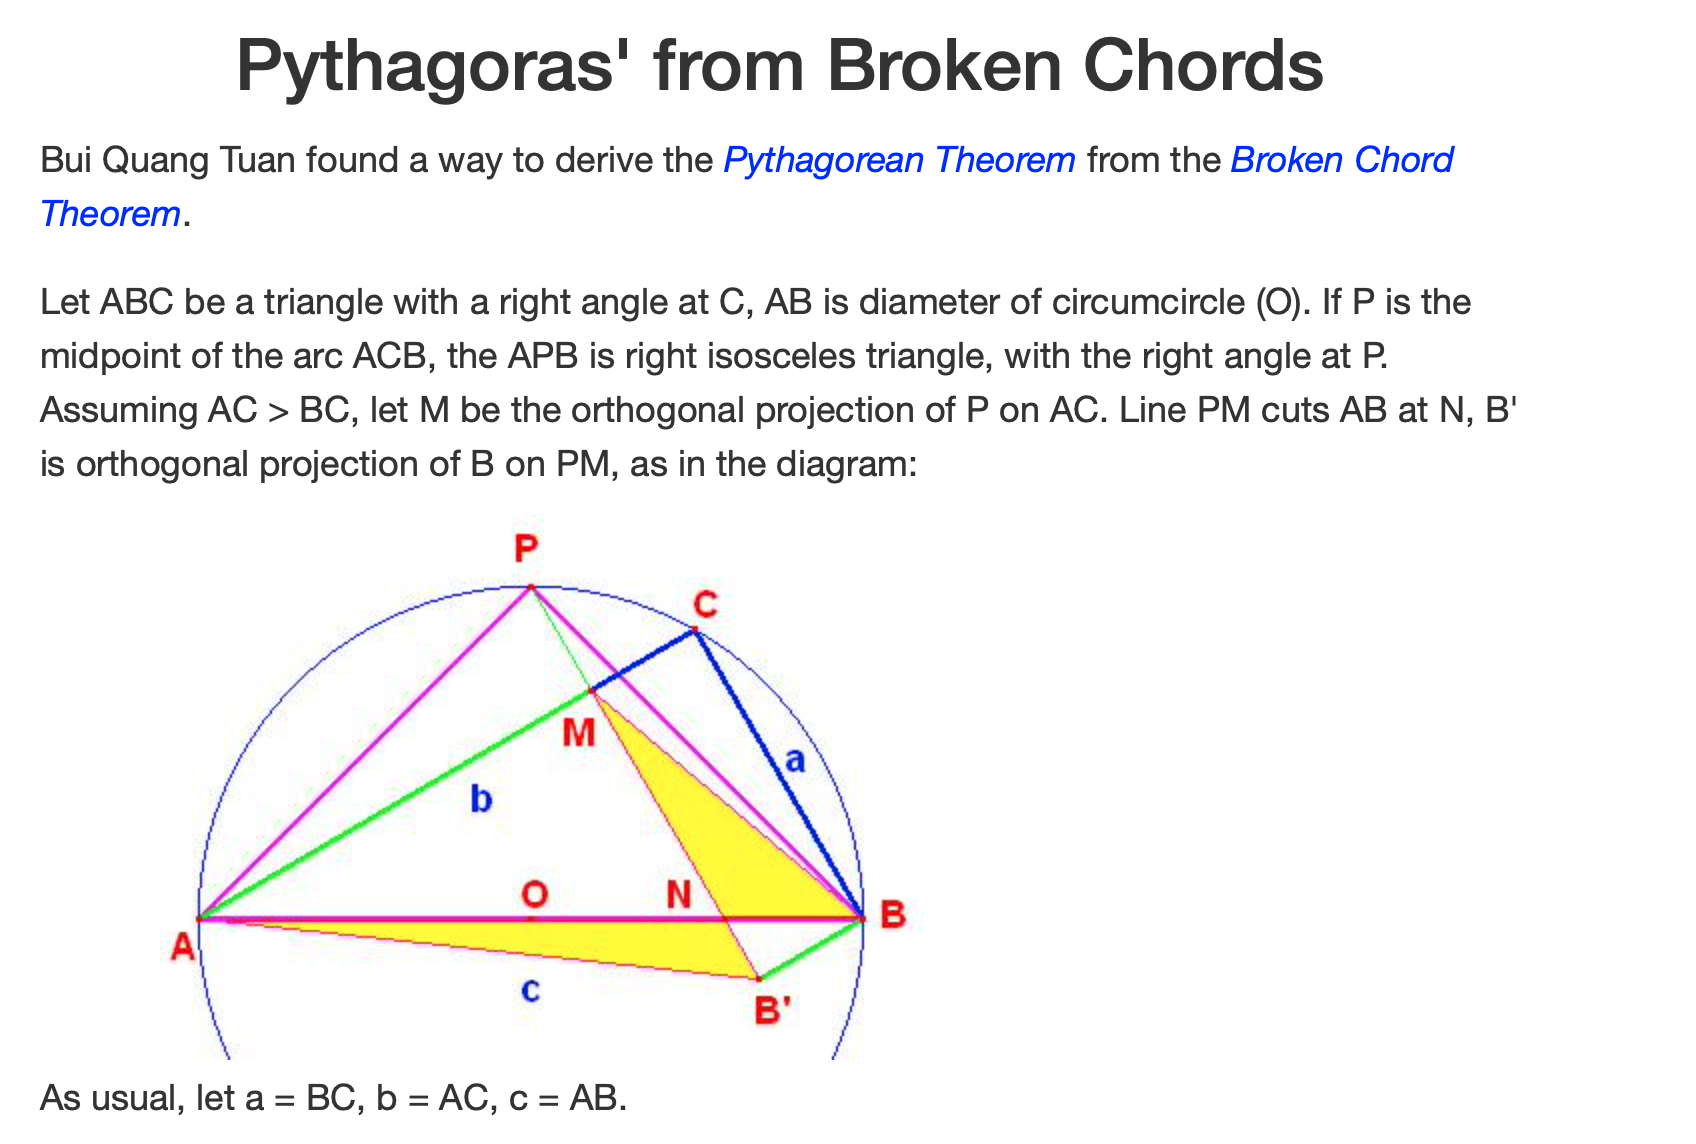 Pythagoras' from Broken Chords
Bui Quang Tuan found a way to derive the Pythagorean Theorem from the Broken Chord
Theorem.
Let ABC be a triangle with a right angle at C, AB is diameter of circumcircle (O). If P is the
midpoint of the arc ACB, the APB is right isosceles triangle, with the right angle at P.
Assuming AC > BC, let M be the orthogonal projection of P on AC. Line PM cuts AB at N, B'
is orthogonal projection of B on PM, as in the diagram:
P
C
M
a
b
O
N
B
A
c
B'
As usual, let a = BC, b = AC, c = AB.